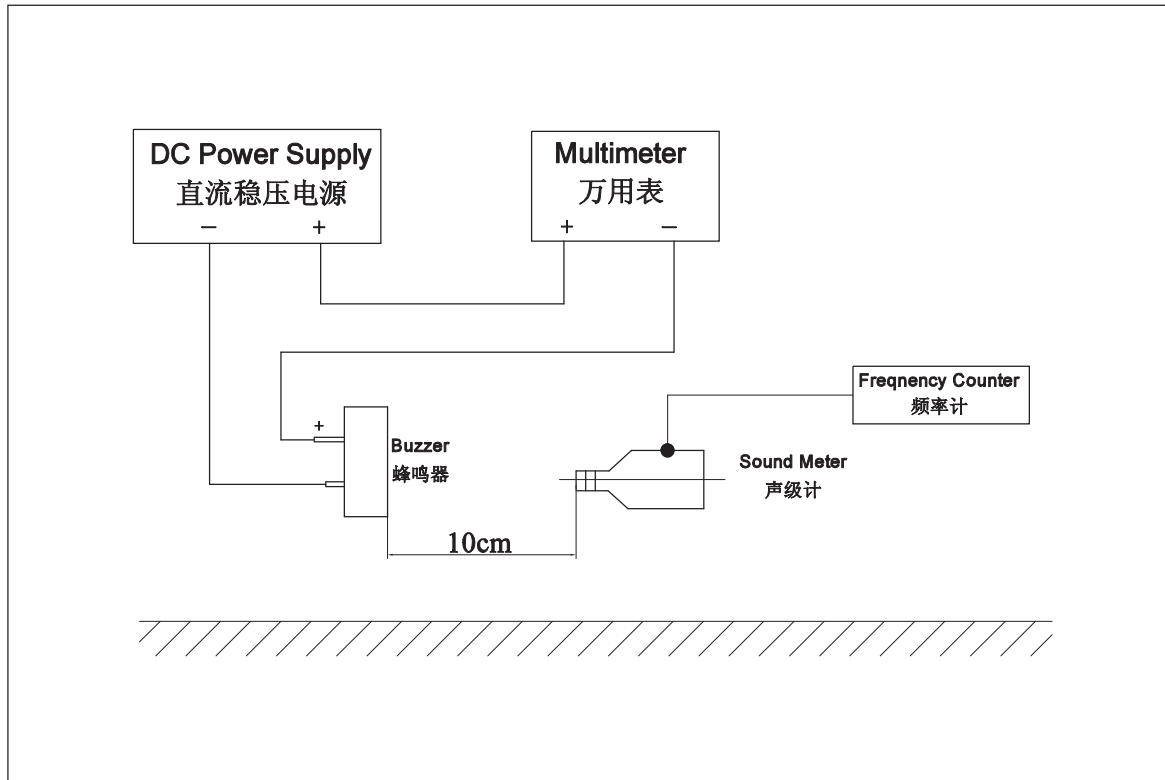 DC Power Supply
直流稳压电源
− +
Multimeter
万用表
+ −
Freqnency Counter
频率计
+
Buzzer
蜂鸣器
Sound Meter
声级计
10cm